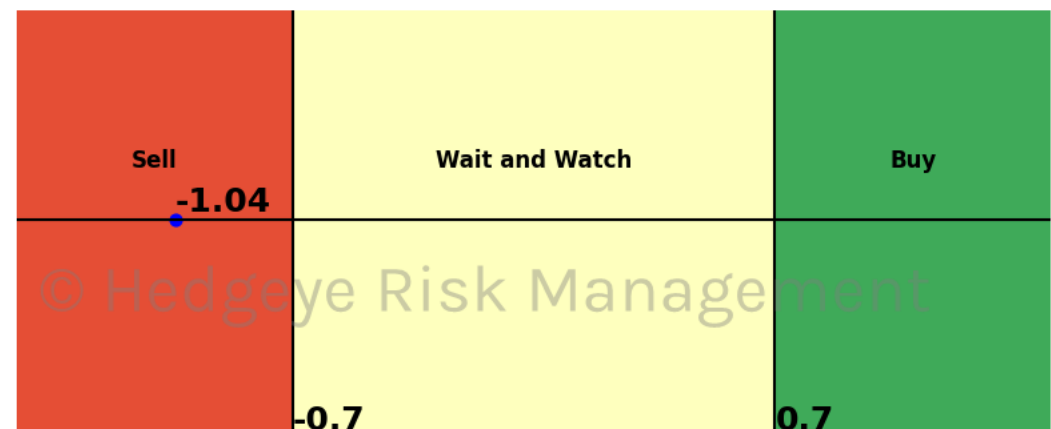 Sell
Wait and Watch
Buy
-1.04
© Hedgeye Risk Management
-0.7
0.7